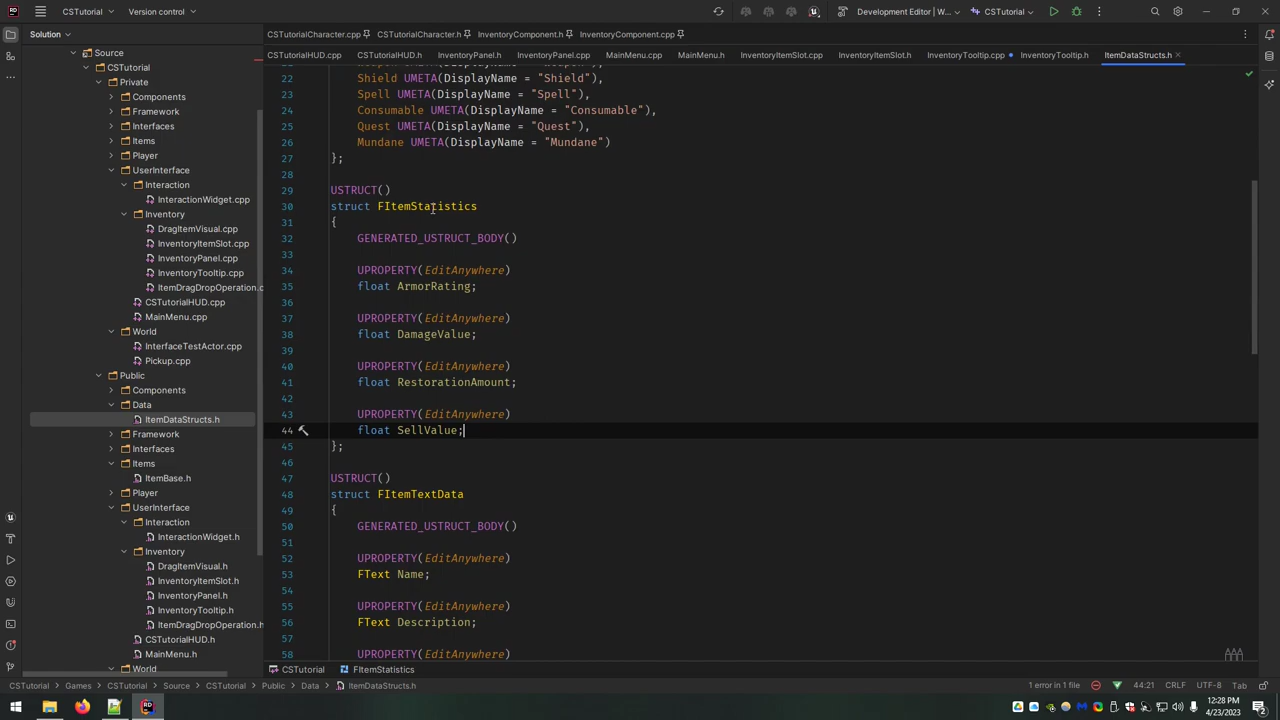 CSTutorial
Version control
Development Editor | W...
CSTutorial
Solution
CSTutorialCharacter.cpp
CSTutorialCharacter.h
InventoryComponent.h
InventoryComponent.cpp
CSTutorialHUD.cpp
CSTutorialHUD.h
InventoryPanel.h
InventoryPanel.cpp
MainMenu.cpp
MainMenu.h
InventoryItemSlot.cpp
InventoryItemSlot.h
InventoryTooltip.cpp
InventoryTooltip.h
ItemDataStructs.h
Source
CSTutorial
Private
Components
Framework
Interfaces
Items
Player
UserInterface
Interaction
InteractionWidget.cpp
Inventory
DragItemVisual.cpp
InventoryItemSlot.cpp
InventoryPanel.cpp
InventoryTooltip.cpp
ItemDragDropOperation.c
CSTutorialHUD.cpp
MainMenu.cpp
World
InterfaceTestActor.cpp
Pickup.cpp
Public
Components
Data
ItemDataStructs.h
Framework
Interfaces
Items
ItemBase.h
Player
UserInterface
Interaction
InteractionWidget.h
Inventory
DragItemVisual.h
InventoryItemSlot.h
InventoryPanel.h
InventoryTooltip.h
ItemDragDropOperation.h
CSTutorialHUD.h
MainMenu.h
World
22 Shield UMETA(DisplayName = "Shield"),
23 Spell UMETA(DisplayName = "Spell"),
24 Consumable UMETA(DisplayName = "Consumable"),
25 Quest UMETA(DisplayName = "Quest"),
26 Mundane UMETA(DisplayName = "Mundane")
27 };
28
29 USTRUCT()
30 struct FItemStatistics
31 {
32 GENERATED_USTRUCT_BODY()
33
34 UPROPERTY(EditAnywhere)
35 float ArmorRating;
36
37 UPROPERTY(EditAnywhere)
38 float DamageValue;
39
40 UPROPERTY(EditAnywhere)
41 float RestorationAmount;
42
43 UPROPERTY(EditAnywhere)
44 float SellValue;
45 };
46
47 USTRUCT()
48 struct FItemTextData
49 {
50 GENERATED_USTRUCT_BODY()
51
52 UPROPERTY(EditAnywhere)
53 FText Name;
54
55 UPROPERTY(EditAnywhere)
56 FText Description;
57
58 UPROPERTY(EditAnywhere)
CSTutorial
FItemStatistics
CSTutorial > Games > CSTutorial > Source > CSTutorial > Public > Data > ItemDataStructs.h
1 error in 1 file
44:21
CRLF
UTF-8
Tab
12:28 PM
4/23/2023